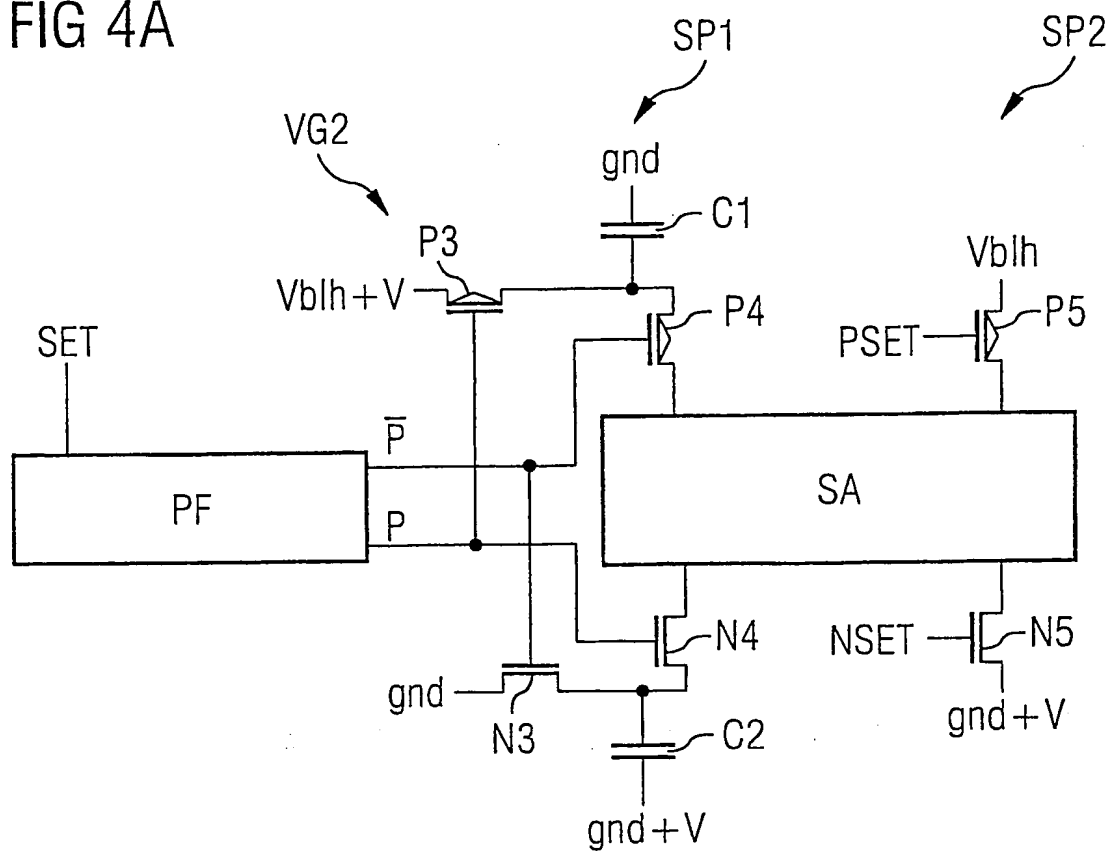 FIG 4A
SP1
SP2
VG2
gnd
C1
P3
Vblh
Vblh+V
P4
P5
SET
PSET
P̅
PF
SA
P
N4
NSET
N5
gnd
N3
C2
gnd+V
gnd+V